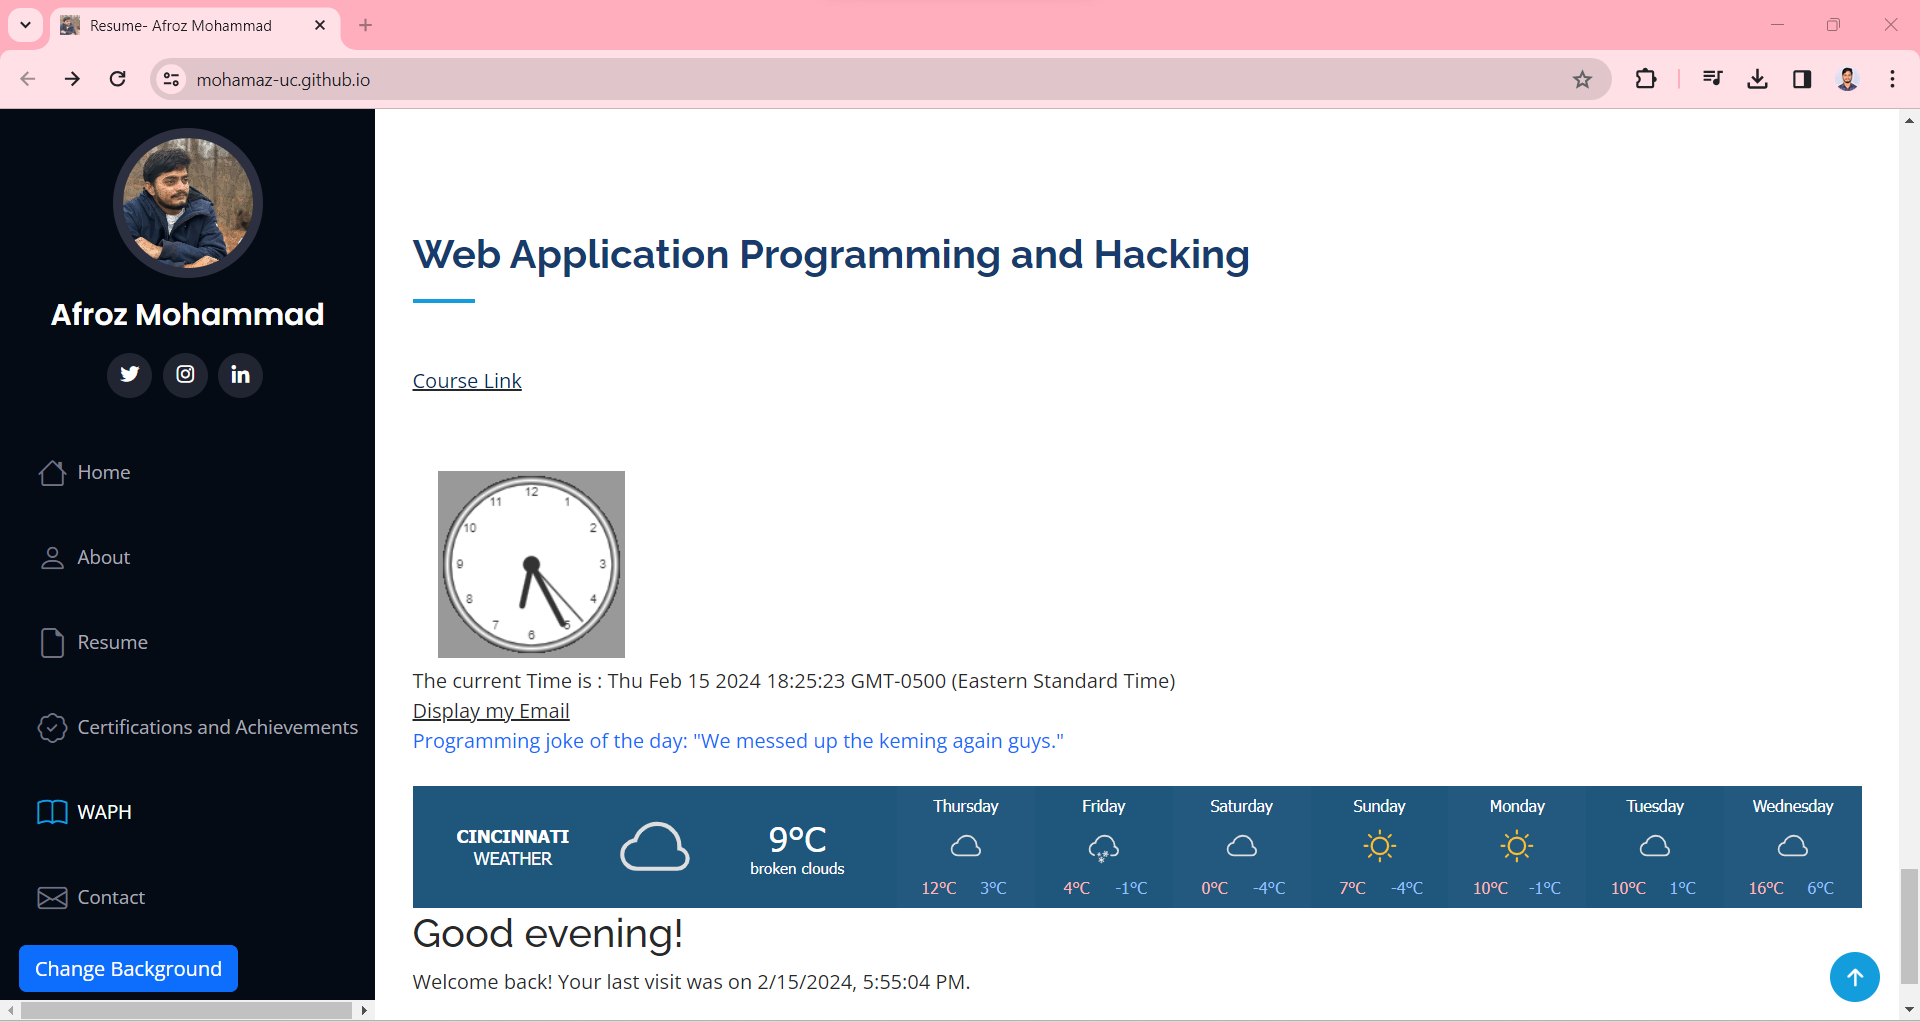 Resume- Afroz Mohammad
mohamaz-uc.github.io
Afroz Mohammad
Home
About
Resume
Certifications and Achievements
WAPH
Contact
Change Background
Web Application Programming and Hacking
Course Link
12
11 1
10 2
9 3
8 4
7 5
6
The current Time is : Thu Feb 15 2024 18:25:23 GMT-0500 (Eastern Standard Time)
Display my Email
Programming joke of the day: "We messed up the keming again guys."
CINCINNATI
WEATHER
9°C
broken clouds
Thursday Friday Saturday Sunday Monday Tuesday Wednesday
12°C 3°C 4°C -1°C 0°C -4°C 7°C -4°C 10°C -1°C 10°C 1°C 16°C 6°C
Good evening!
Welcome back! Your last visit was on 2/15/2024, 5:55:04 PM.